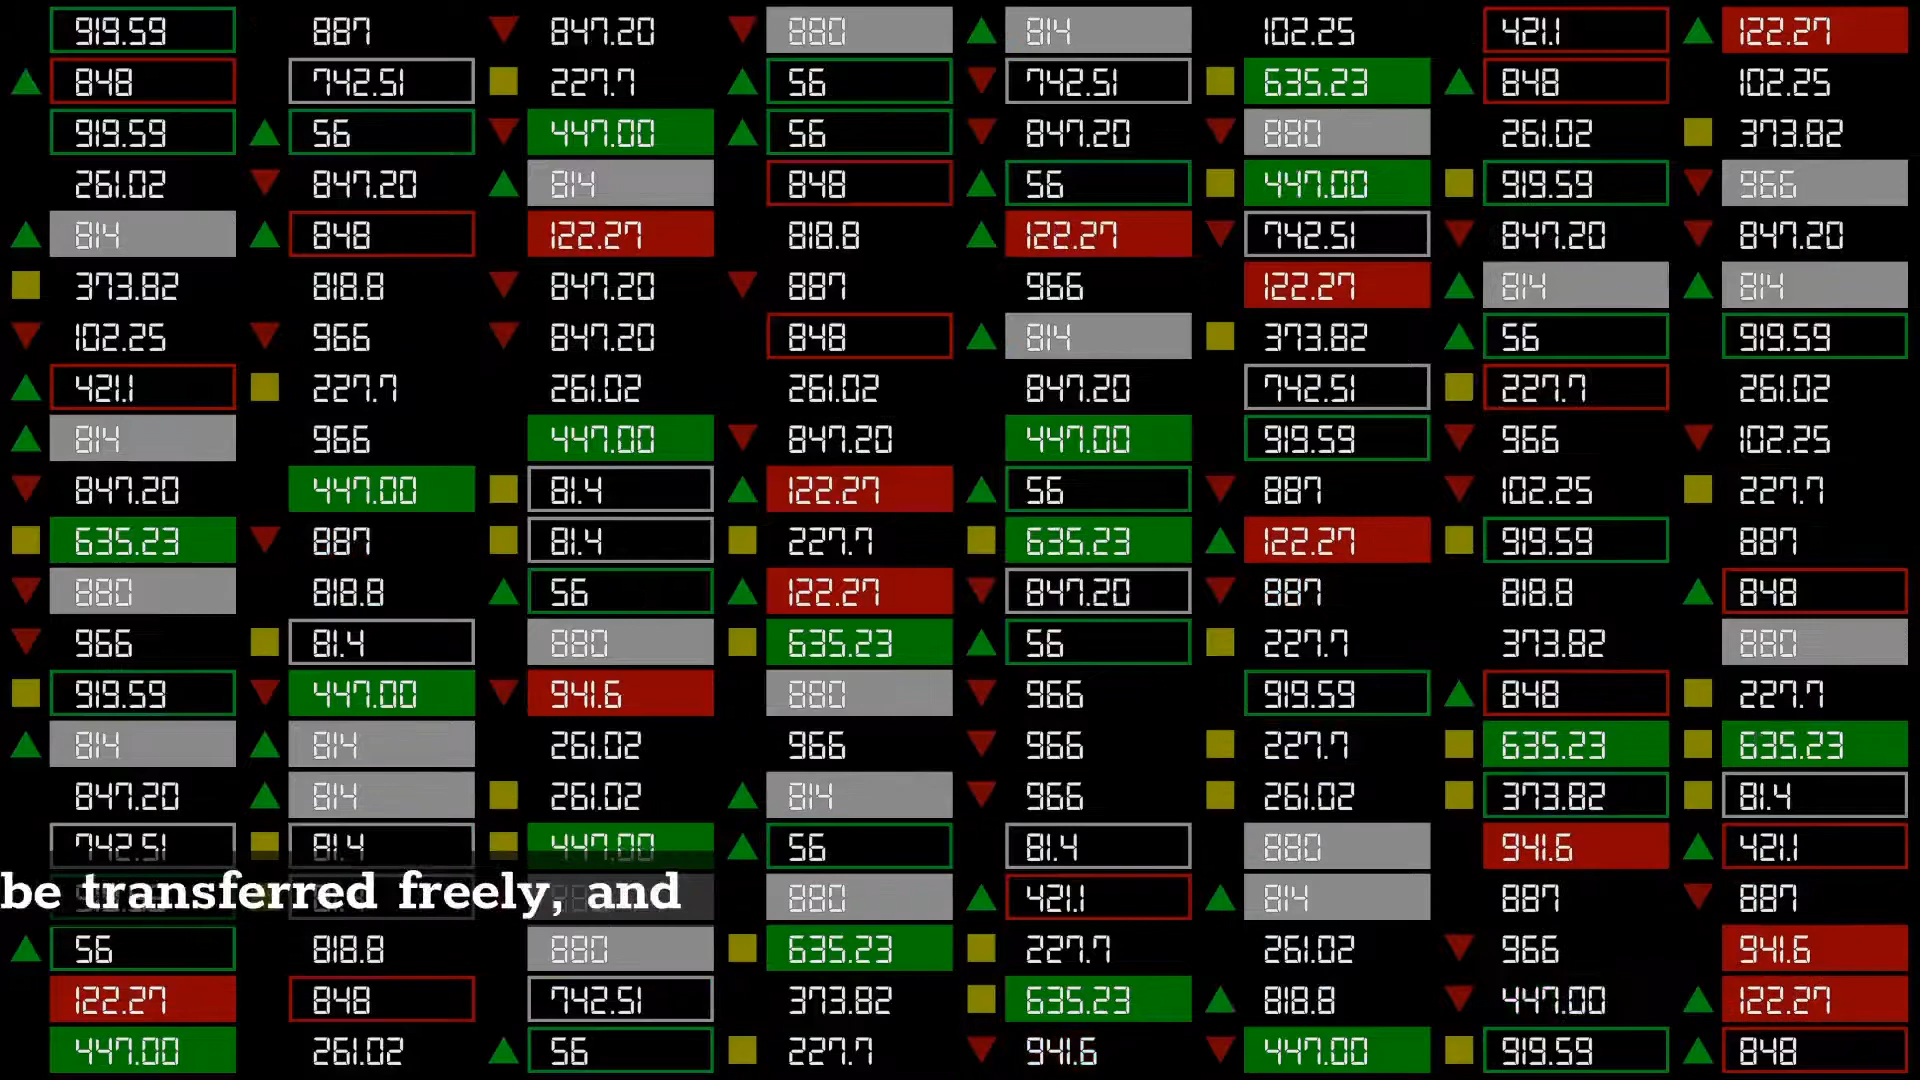 919.59 887 847.20 880 814 102.25 421.1 122.27
848 742.51 227.7 56 742.51 635.23 848 102.25
919.59 56 447.00 56 847.20 880 261.02 373.82
261.02 847.20 814 848 56 447.00 919.59 966
814 848 122.27 818.8 122.27 742.51 847.20 847.20
373.82 818.8 847.20 887 966 122.27 814 814
102.25 966 847.20 848 814 373.82 56 919.59
421.1 227.7 261.02 261.02 847.20 742.51 227.7 261.02
814 966 447.00 847.20 447.00 919.59 966 102.25
847.20 447.00 81.4 122.27 56 887 102.25 227.7
635.23 887 81.4 227.7 635.23 122.27 919.59 887
880 818.8 56 122.27 847.20 887 818.8 848
966 81.4 880 635.23 56 227.7 373.82 880
919.59 447.00 941.6 880 966 919.59 848 227.7
814 814 261.02 966 966 227.7 635.23 635.23
847.20 814 261.02 814 966 261.02 373.82 81.4
742.51 81.4 447.00 56 81.4 880 941.6 421.1
be transferred freely, and 880 421.1 814 887 887
56 818.8 880 635.23 227.7 261.02 966 941.6
122.27 848 742.51 373.82 635.23 818.8 447.00 122.27
447.00 261.02 56 227.7 941.6 447.00 919.59 848